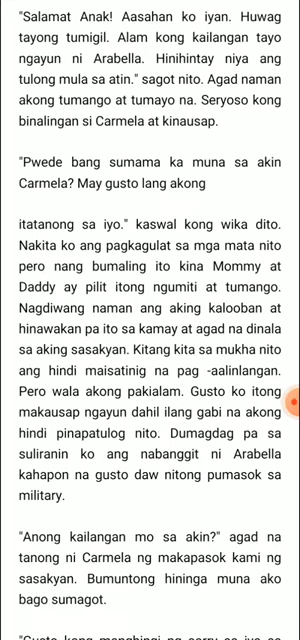 "Salamat Anak! Aasahan ko iyan. Huwag
tayong tumigil. Alam kong kailangan tayo
ngayun ni Arabella. Hinihintay niya ang
tulong mula sa atin." sagot nito. Agad naman
akong tumango at tumayo na. Seryoso kong
binalingan si Carmela at kinausap.
"Pwede bang sumama ka muna sa akin
Carmela? May gusto lang akong
itatanong sa iyo." kaswal kong wika dito.
Nakita ko ang pagkagulat sa mga mata nito
pero nang bumaling ito kina Mommy at
Daddy ay pilit itong ngumiti at tumango.
Nagdiwang naman ang aking kalooban at
hinawakan pa ito sa kamay at agad na dinala
sa aking sasakyan. Kitang kita sa mukha nito
ang hindi maisatinig na pag -aalinlangan.
Pero wala akong pakialam. Gusto ko itong
makausap ngayun dahil ilang gabi na akong
hindi pinapatulog nito. Dumagdag pa sa
suliranin ko ang nabanggit ni Arabella
kahapon na gusto daw nitong pumasok sa
military.
"Anong kailangan mo sa akin?" agad na
tanong ni Carmela ng makapasok kami ng
sasakyan. Bumuntong hininga muna ako
bago sumagot.
"Gusto kong manghingi ng sorry sa iyo sa